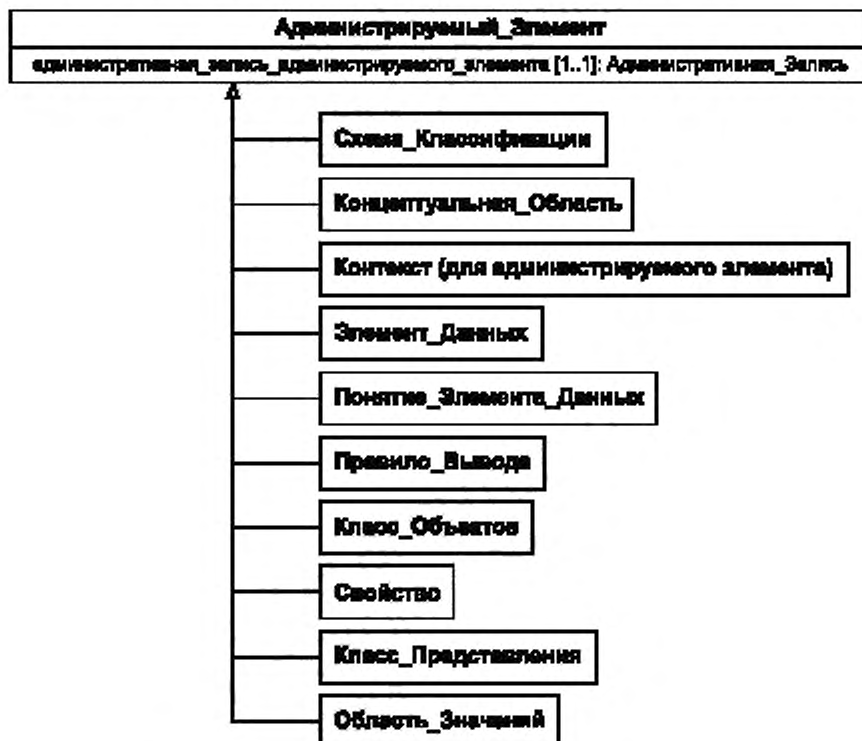 Администрируемый_Элемент
административная_запись_администрируемого_элемента [1..1]: Административная_Запись
Схема_Классификации
Концептуальная_Область
Контекст (для администрируемого элемента)
Элемент_Данных
Понятие_Элемента_Данных
Правило_Вывода
Класс_Объектов
Свойство
Класс_Представления
Область_Значений